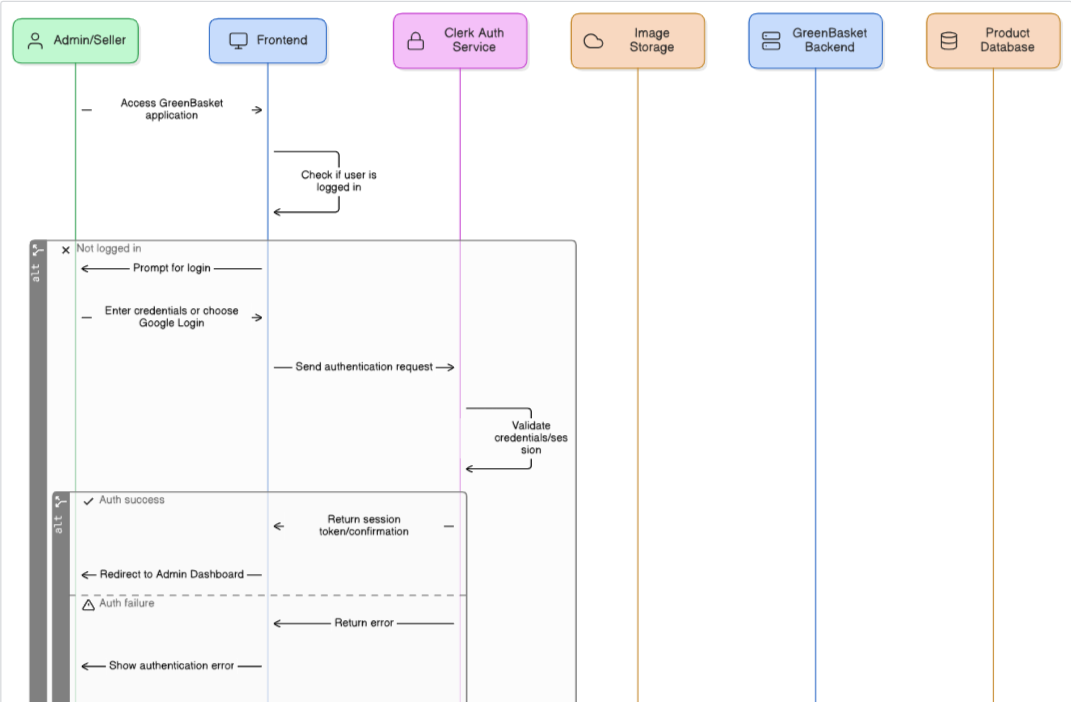 Admin/Seller
Frontend
Clerk Auth
Service
Image
Storage
GreenBasket
Backend
Product
Database
Access GreenBasket
application
Check if user is
logged in
alt
Not logged in
Prompt for login
Enter credentials or choose
Google Login
Send authentication request
Validate
credentials/ses
sion
alt
Auth success
Return session
token/confirmation
Redirect to Admin Dashboard
Auth failure
Return error
Show authentication error